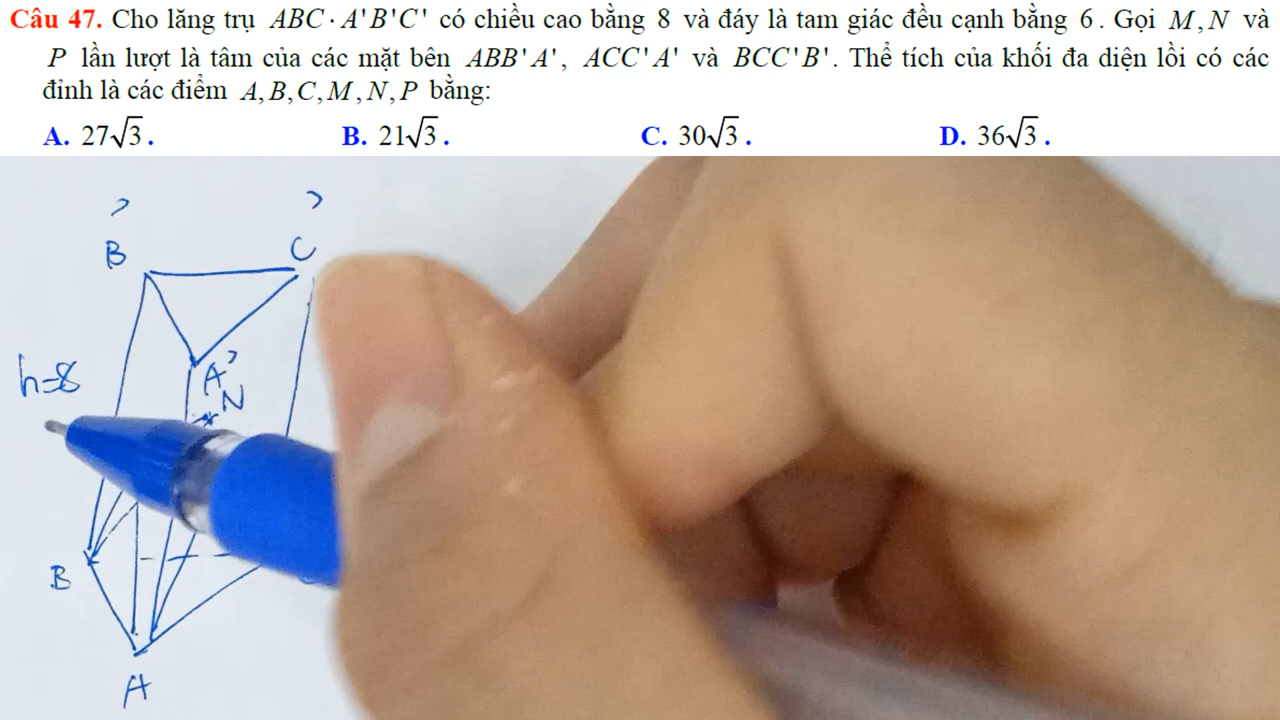 Câu 47. Cho lăng trụ ABC·A'B'C' có chiều cao bằng 8 và đáy là tam giác đều cạnh bằng 6. Gọi M,N và
P lần lượt là tâm của các mặt bên ABB'A', ACC'A' và BCC'B'. Thể tích của khối đa diện lồi có các
đỉnh là các điểm A,B,C,M,N,P bằng:
A. 27√3. B. 21√3. C. 30√3. D. 36√3.
B' C'
A'
h=8
N
B
A